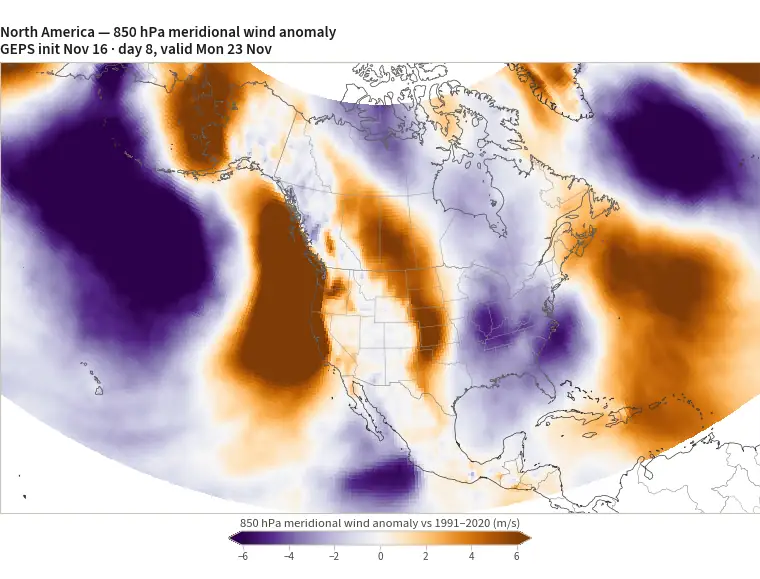 North America — 850 hPa meridional wind anomaly
GEPS init Nov 16 · day 8, valid Mon 23 Nov
850 hPa meridional wind anomaly vs 1991–2020 (m/s)
−6 −4 −2 0 2 4 6